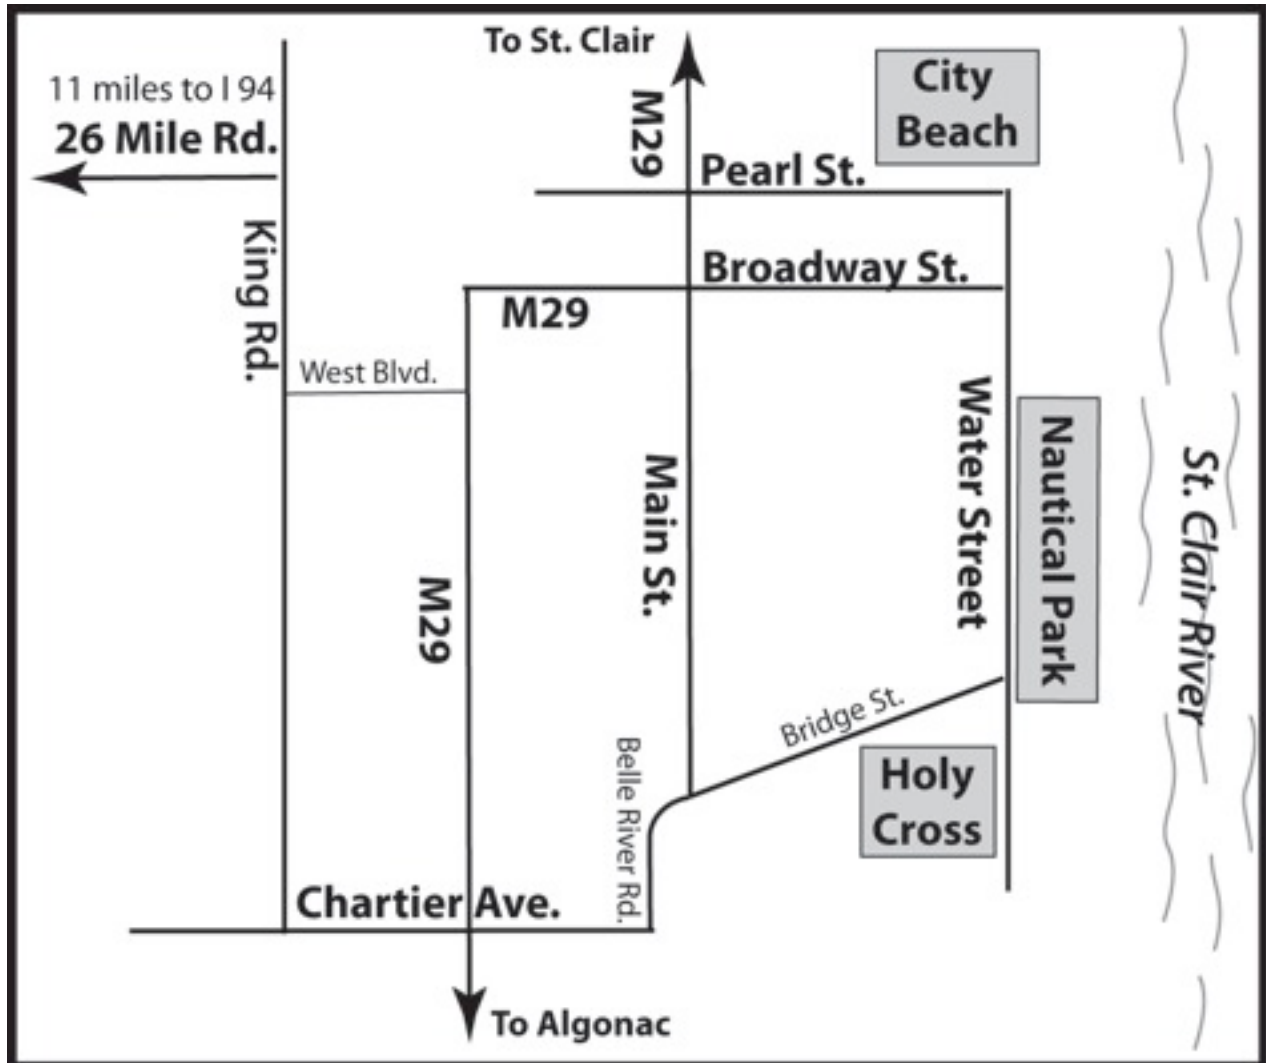 To St. Clair
City
Beach
11 miles to I 94
26 Mile Rd.
M29
Pearl St.
King Rd.
Broadway St.
M29
West Blvd.
Water Street
Nautical Park
Main St.
St. Clair River
M29
Bridge St.
Belle River Rd.
Holy
Cross
Chartier Ave.
To Algonac